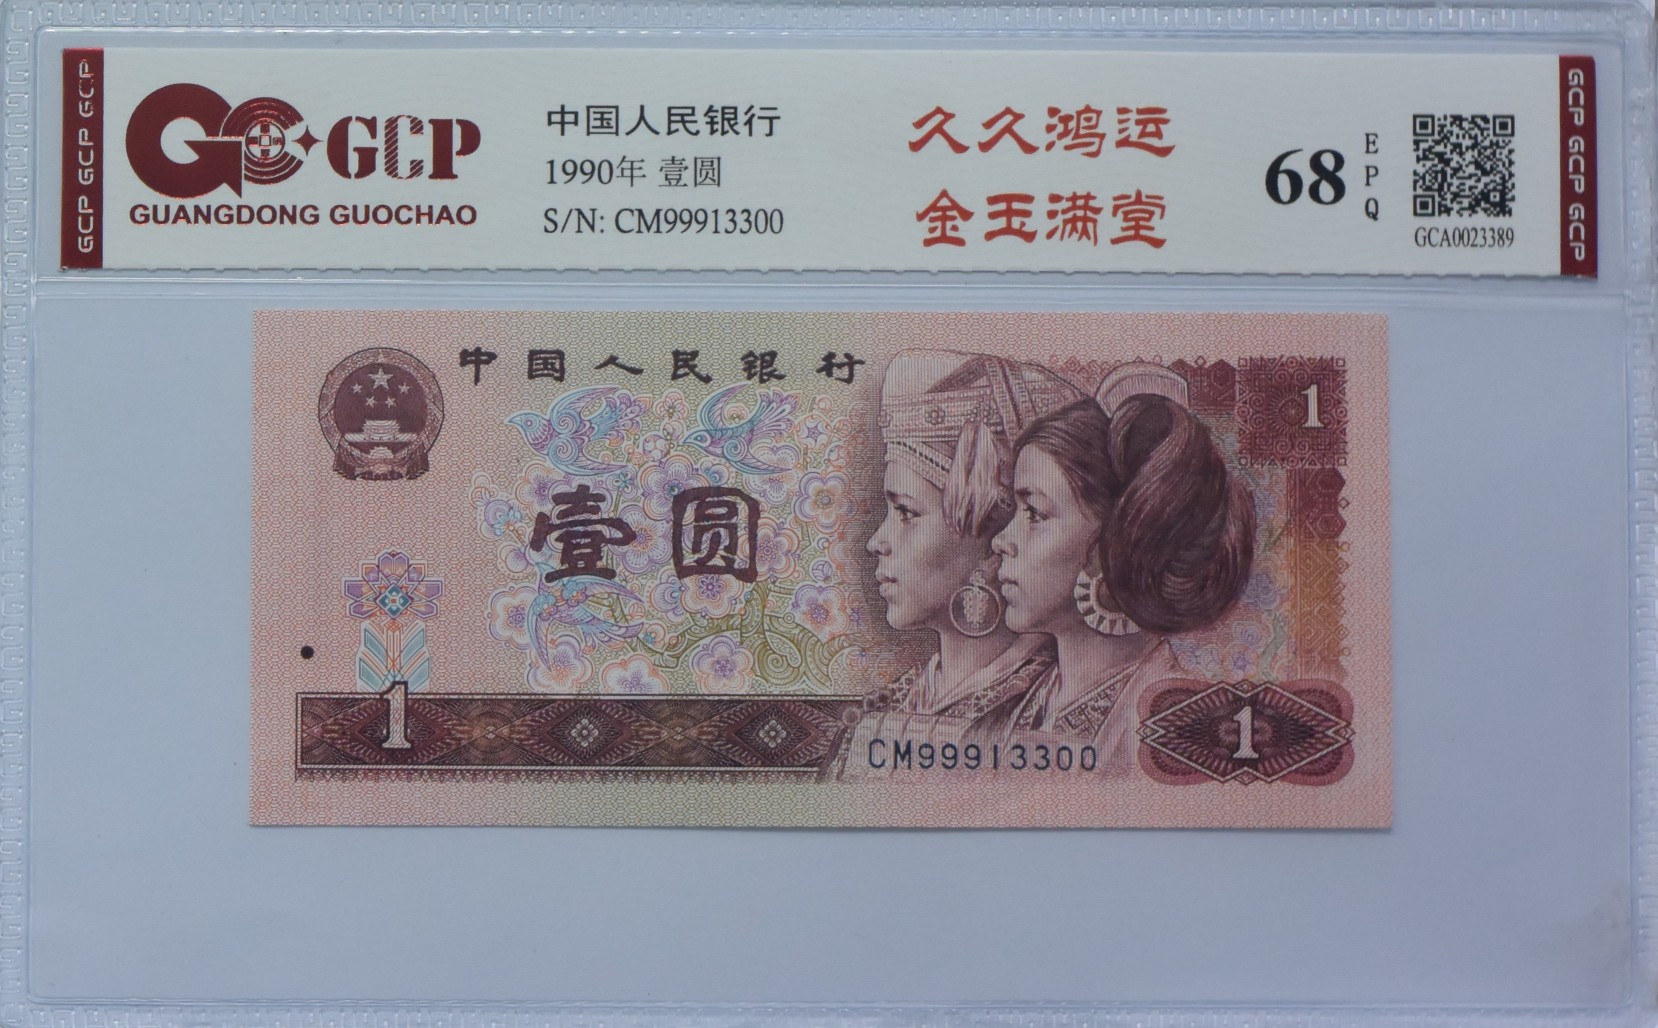 GCP GCP GCP
GCP
GUANGDONG GUOCHAO
中国人民银行
1990年 壹圆
S/N: CM99913300
久久鸿运
金玉满堂
68
EPQ
GCA0023389
GCP GCP GCP
中国人民银行
1
壹圆
1
CM99913300
1